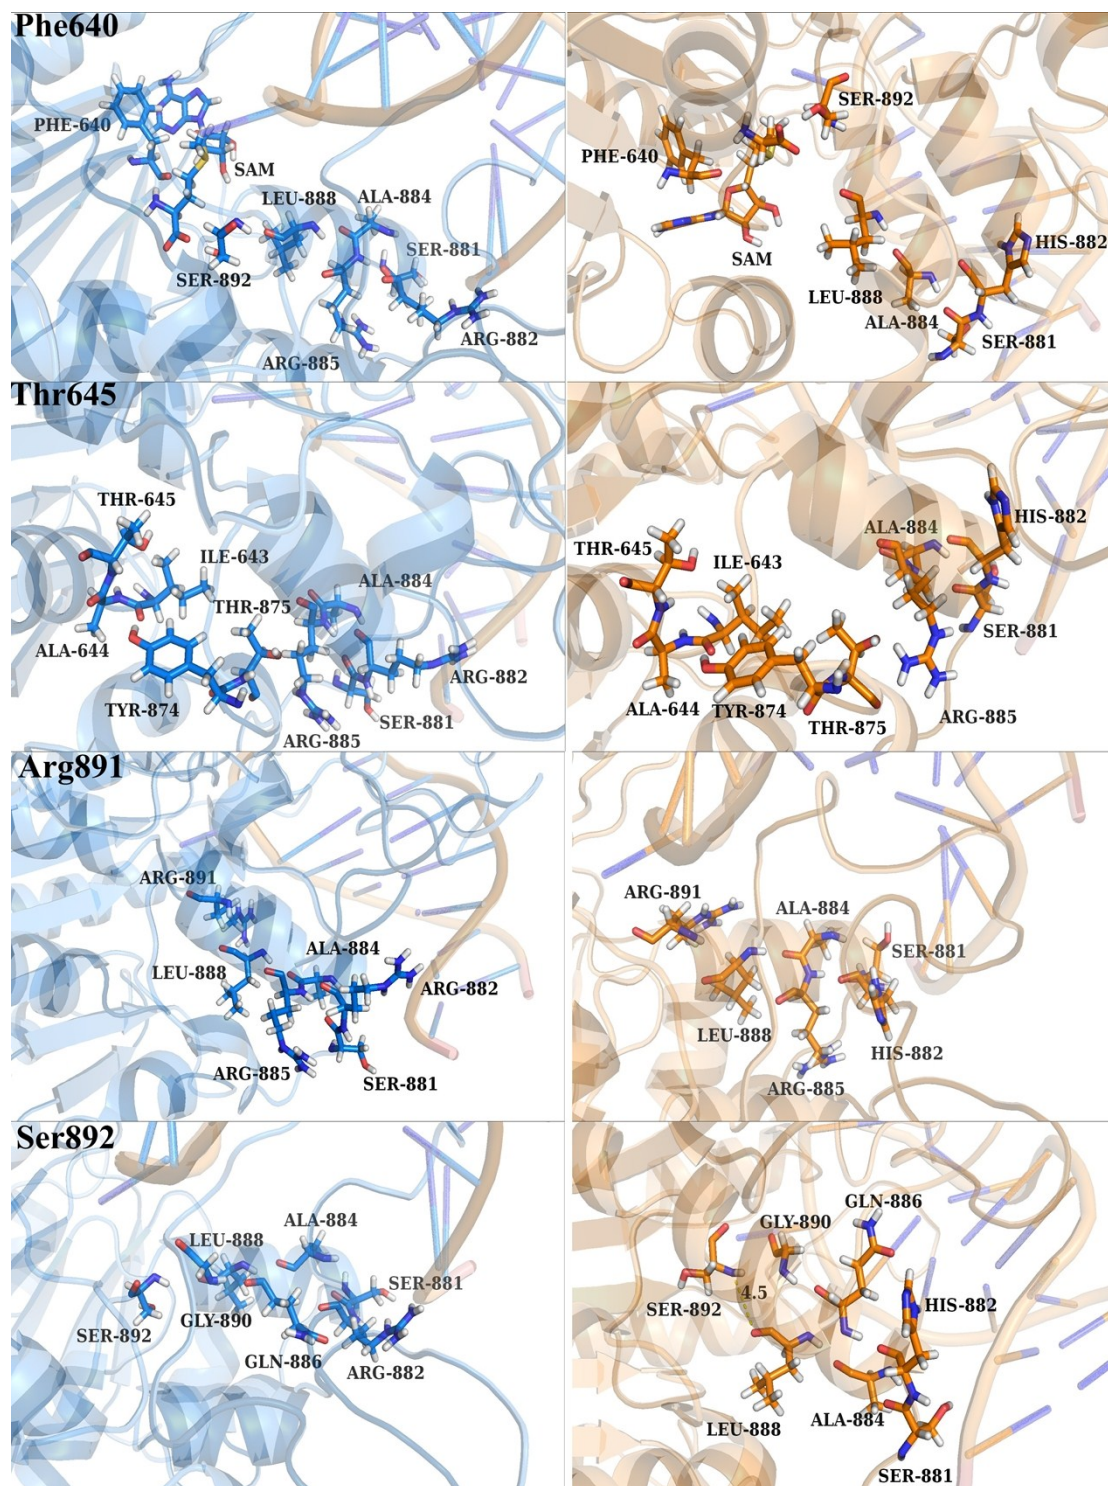 Phe640
PHE-640
SAM
LEU-888
ALA-884
SER-881
SER-892
ARG-885
ARG-882
SER-892
PHE-640
HIS-882
SAM
LEU-888
ALA-884
SER-881
Thr645
THR-645
ILE-643
ALA-884
THR-875
ALA-644
ARG-882
TYR-874
SER-881
ARG-885
HIS-882
ALA-884
THR-645
ILE-643
SER-881
ALA-644
TYR-874
ARG-885
THR-875
Arg891
ARG-891
ALA-884
LEU-888
ARG-882
ARG-885
SER-881
ARG-891
ALA-884
SER-881
LEU-888
HIS-882
ARG-885
Ser892
ALA-884
LEU-888
SER-881
GLY-890
SER-892
GLN-886
ARG-882
GLN-886
GLY-890
4.5
SER-892
HIS-882
LEU-888
ALA-884
SER-881